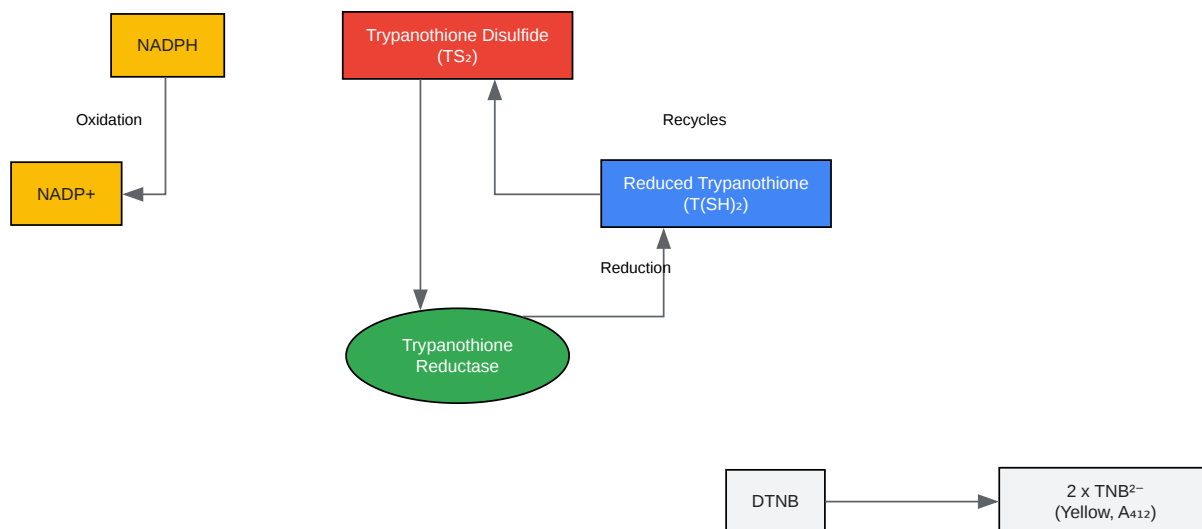 NADPH
Trypanothione Disulfide
(TS₂)
Oxidation
Recycles
NADP+
Reduced Trypanothione
(T(SH)₂)
Reduction
Trypanothione
Reductase
DTNB
2 x TNB²⁻
(Yellow, A₄₁₂)